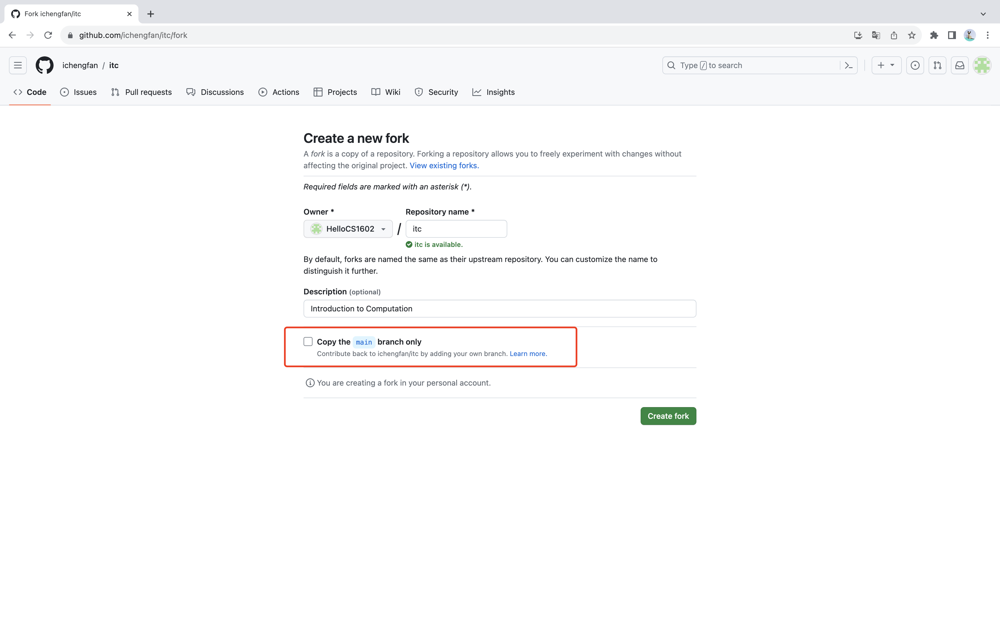 Fork ichengfan/itc
github.com/ichengfan/itc/fork
ichengfan / itc
Type / to search
Code Issues Pull requests Discussions Actions Projects Wiki Security Insights
Create a new fork
A fork is a copy of a repository. Forking a repository allows you to freely experiment with changes without
affecting the original project. View existing forks.
Required fields are marked with an asterisk (*).
Owner * Repository name *
HelloCS1602 / itc
itc is available.
By default, forks are named the same as their upstream repository. You can customize the name to
distinguish it further.
Description (optional)
Introduction to Computation
Copy the main branch only
Contribute back to ichengfan/itc by adding your own branch. Learn more.
You are creating a fork in your personal account.
Create fork